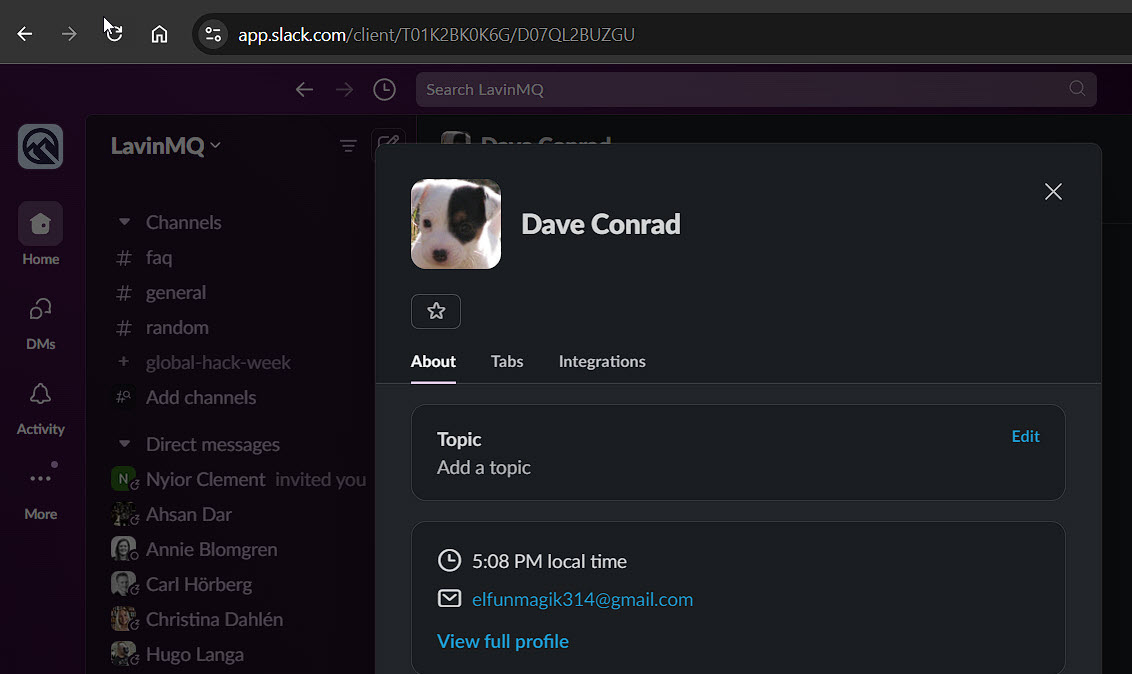 app.slack.com/client/T01K2BK0K6G/D07QL2BUZGU
Search LavinMQ
LavinMQ
Home
DMs
Activity
More
Channels
# faq
# general
# random
+ global-hack-week
Add channels
Direct messages
N Nyior Clement invited you
Ahsan Dar
Annie Blomgren
Carl Hörberg
Christina Dahlén
Hugo Langa
Dave Conrad
Dave Conrad
About Tabs Integrations
Topic Edit
Add a topic
5:08 PM local time
elfunmagik314@gmail.com
View full profile